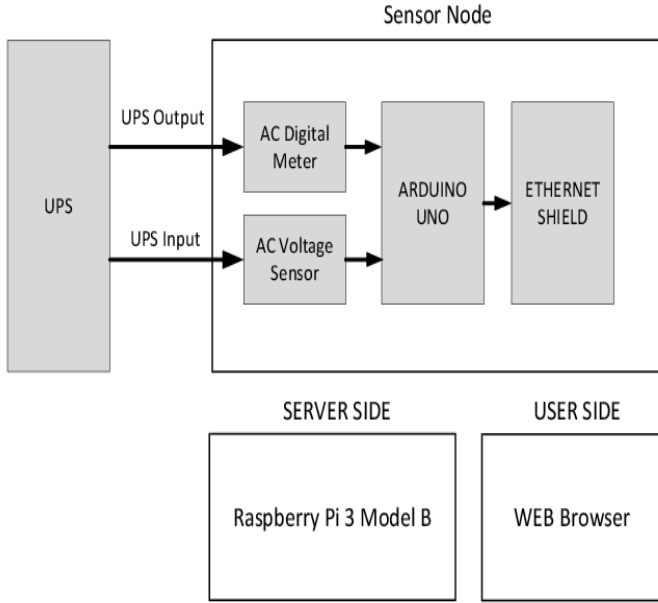 Sensor Node
UPS Output
AC Digital
Meter
UPS
ARDUINO
UNO
ETHERNET
SHIELD
UPS Input
AC Voltage
Sensor
SERVER SIDE
USER SIDE
Raspberry Pi 3 Model B
WEB Browser